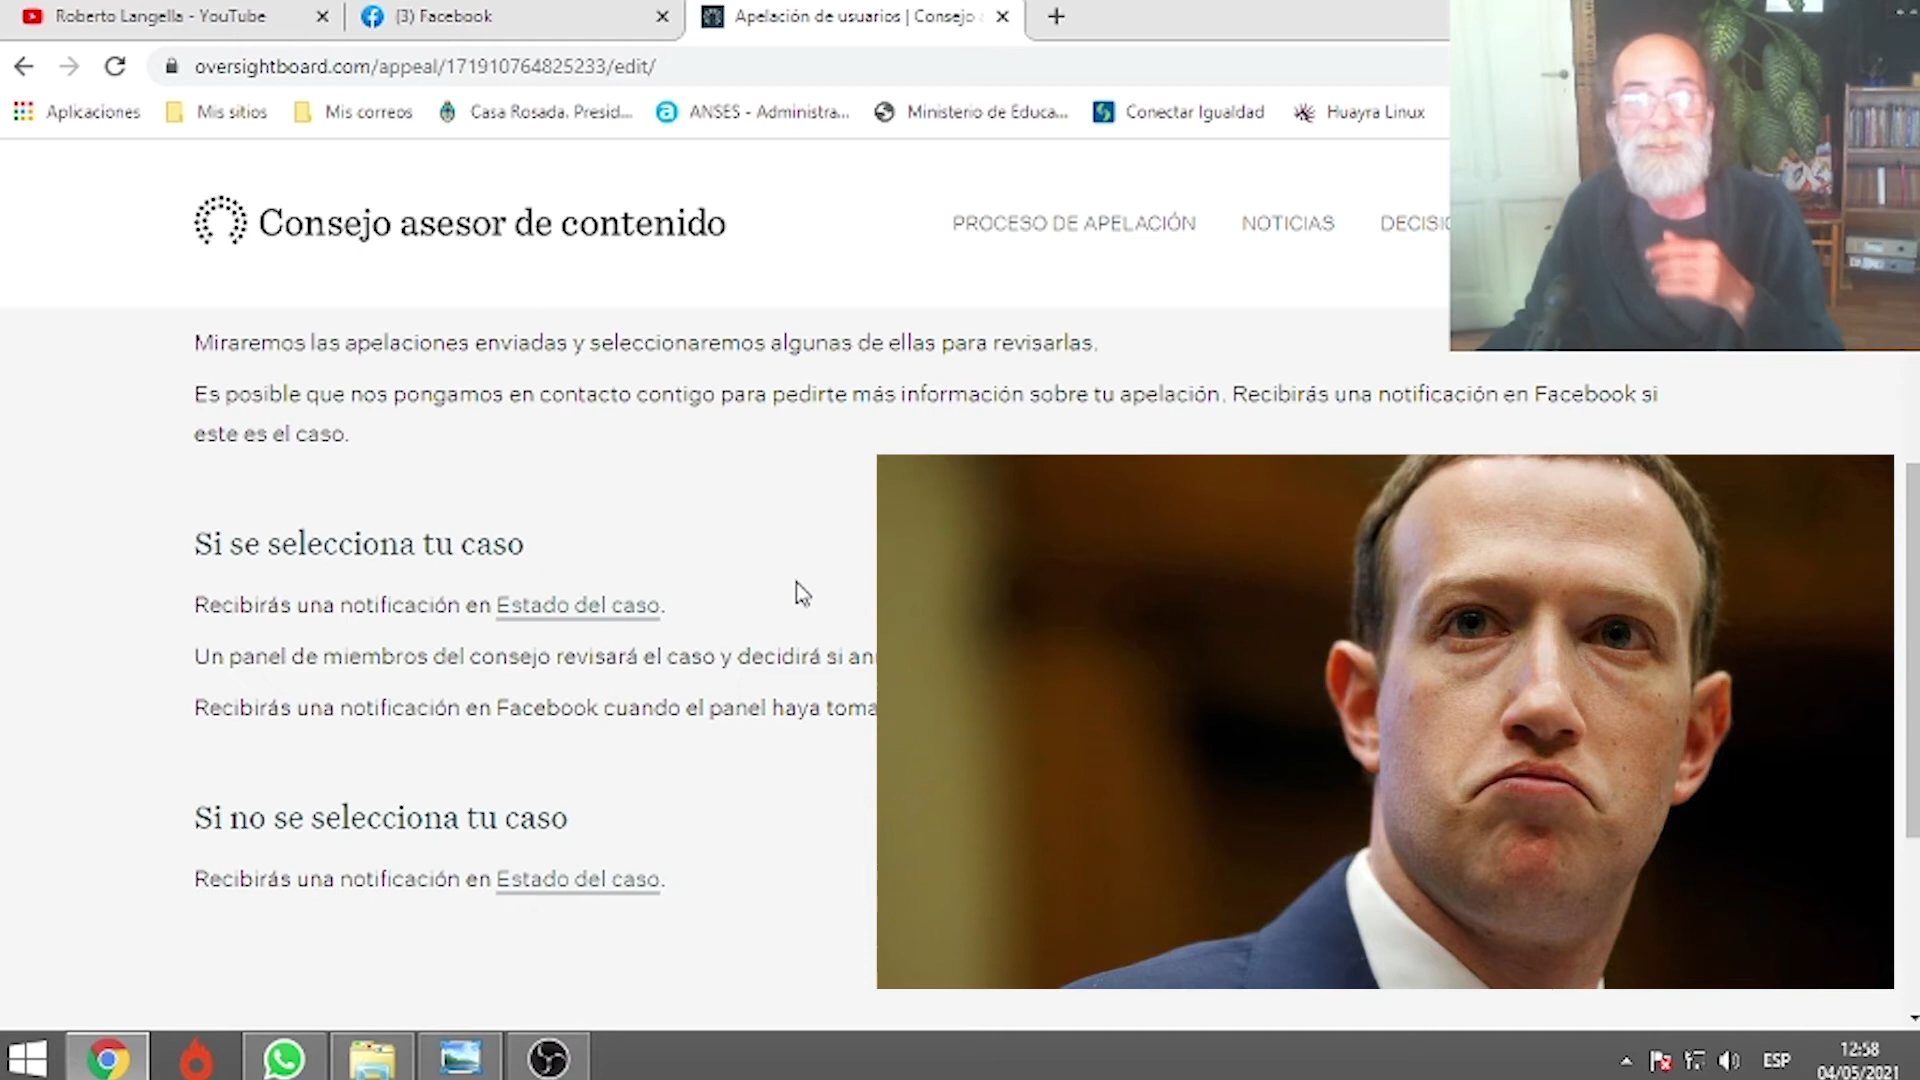 Roberto Langella - YouTube
(3) Facebook
Apelación de usuarios | Consejo
oversightboard.com/appeal/171910764825233/edit/
Aplicaciones
Mis sitios
Mis correos
Casa Rosada. Presid...
ANSES - Administra...
Ministerio de Educa...
Conectar Igualdad
Huayra Linux
Consejo asesor de contenido
PROCESO DE APELACIÓN
NOTICIAS
DECISIO
Miraremos las apelaciones enviadas y seleccionaremos algunas de ellas para revisarlas.
Es posible que nos pongamos en contacto contigo para pedirte más información sobre tu apelación. Recibirás una notificación en Facebook si
este es el caso.
Si se selecciona tu caso
Recibirás una notificación en Estado del caso.
Un panel de miembros del consejo revisará el caso y decidirá si
Recibirás una notificación en Facebook cuando el panel haya toma
Si no se selecciona tu caso
Recibirás una notificación en Estado del caso.
ESP
12:58
04/05/2021